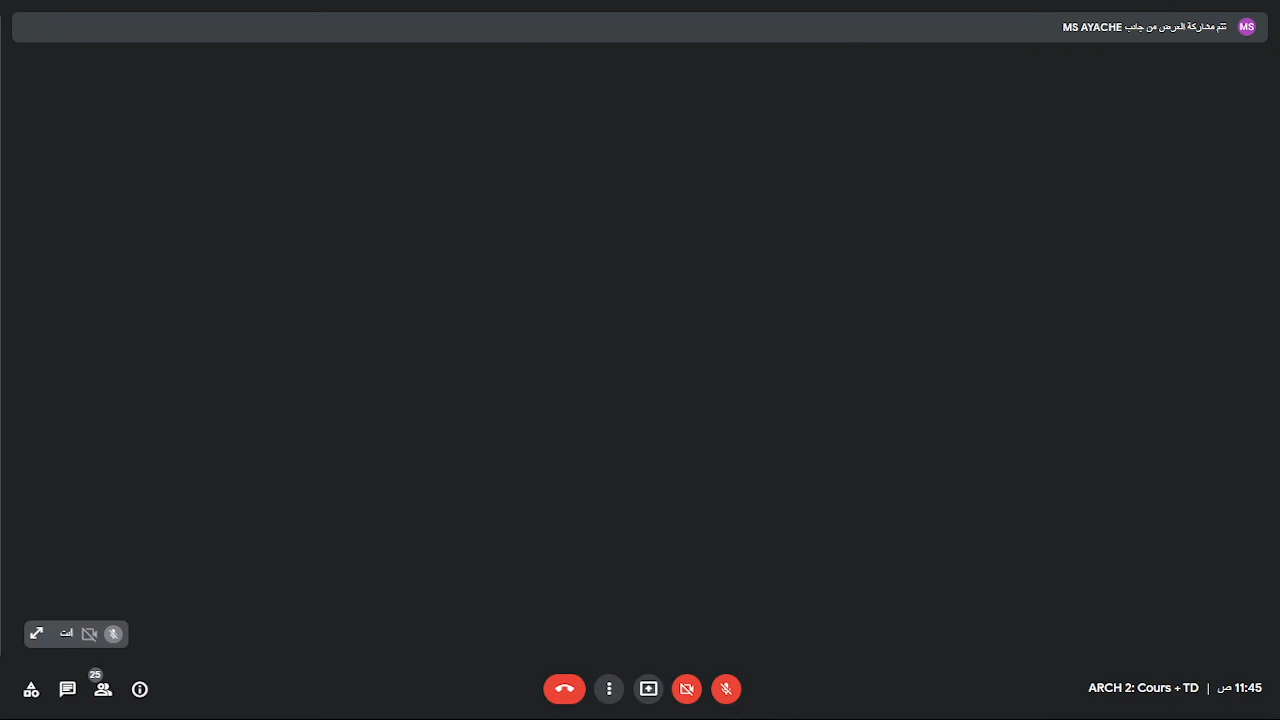 MS تتم مشاركة العرض من جانب MS AYACHE
أنت
25
11:45 ص | ARCH 2: Cours + TD